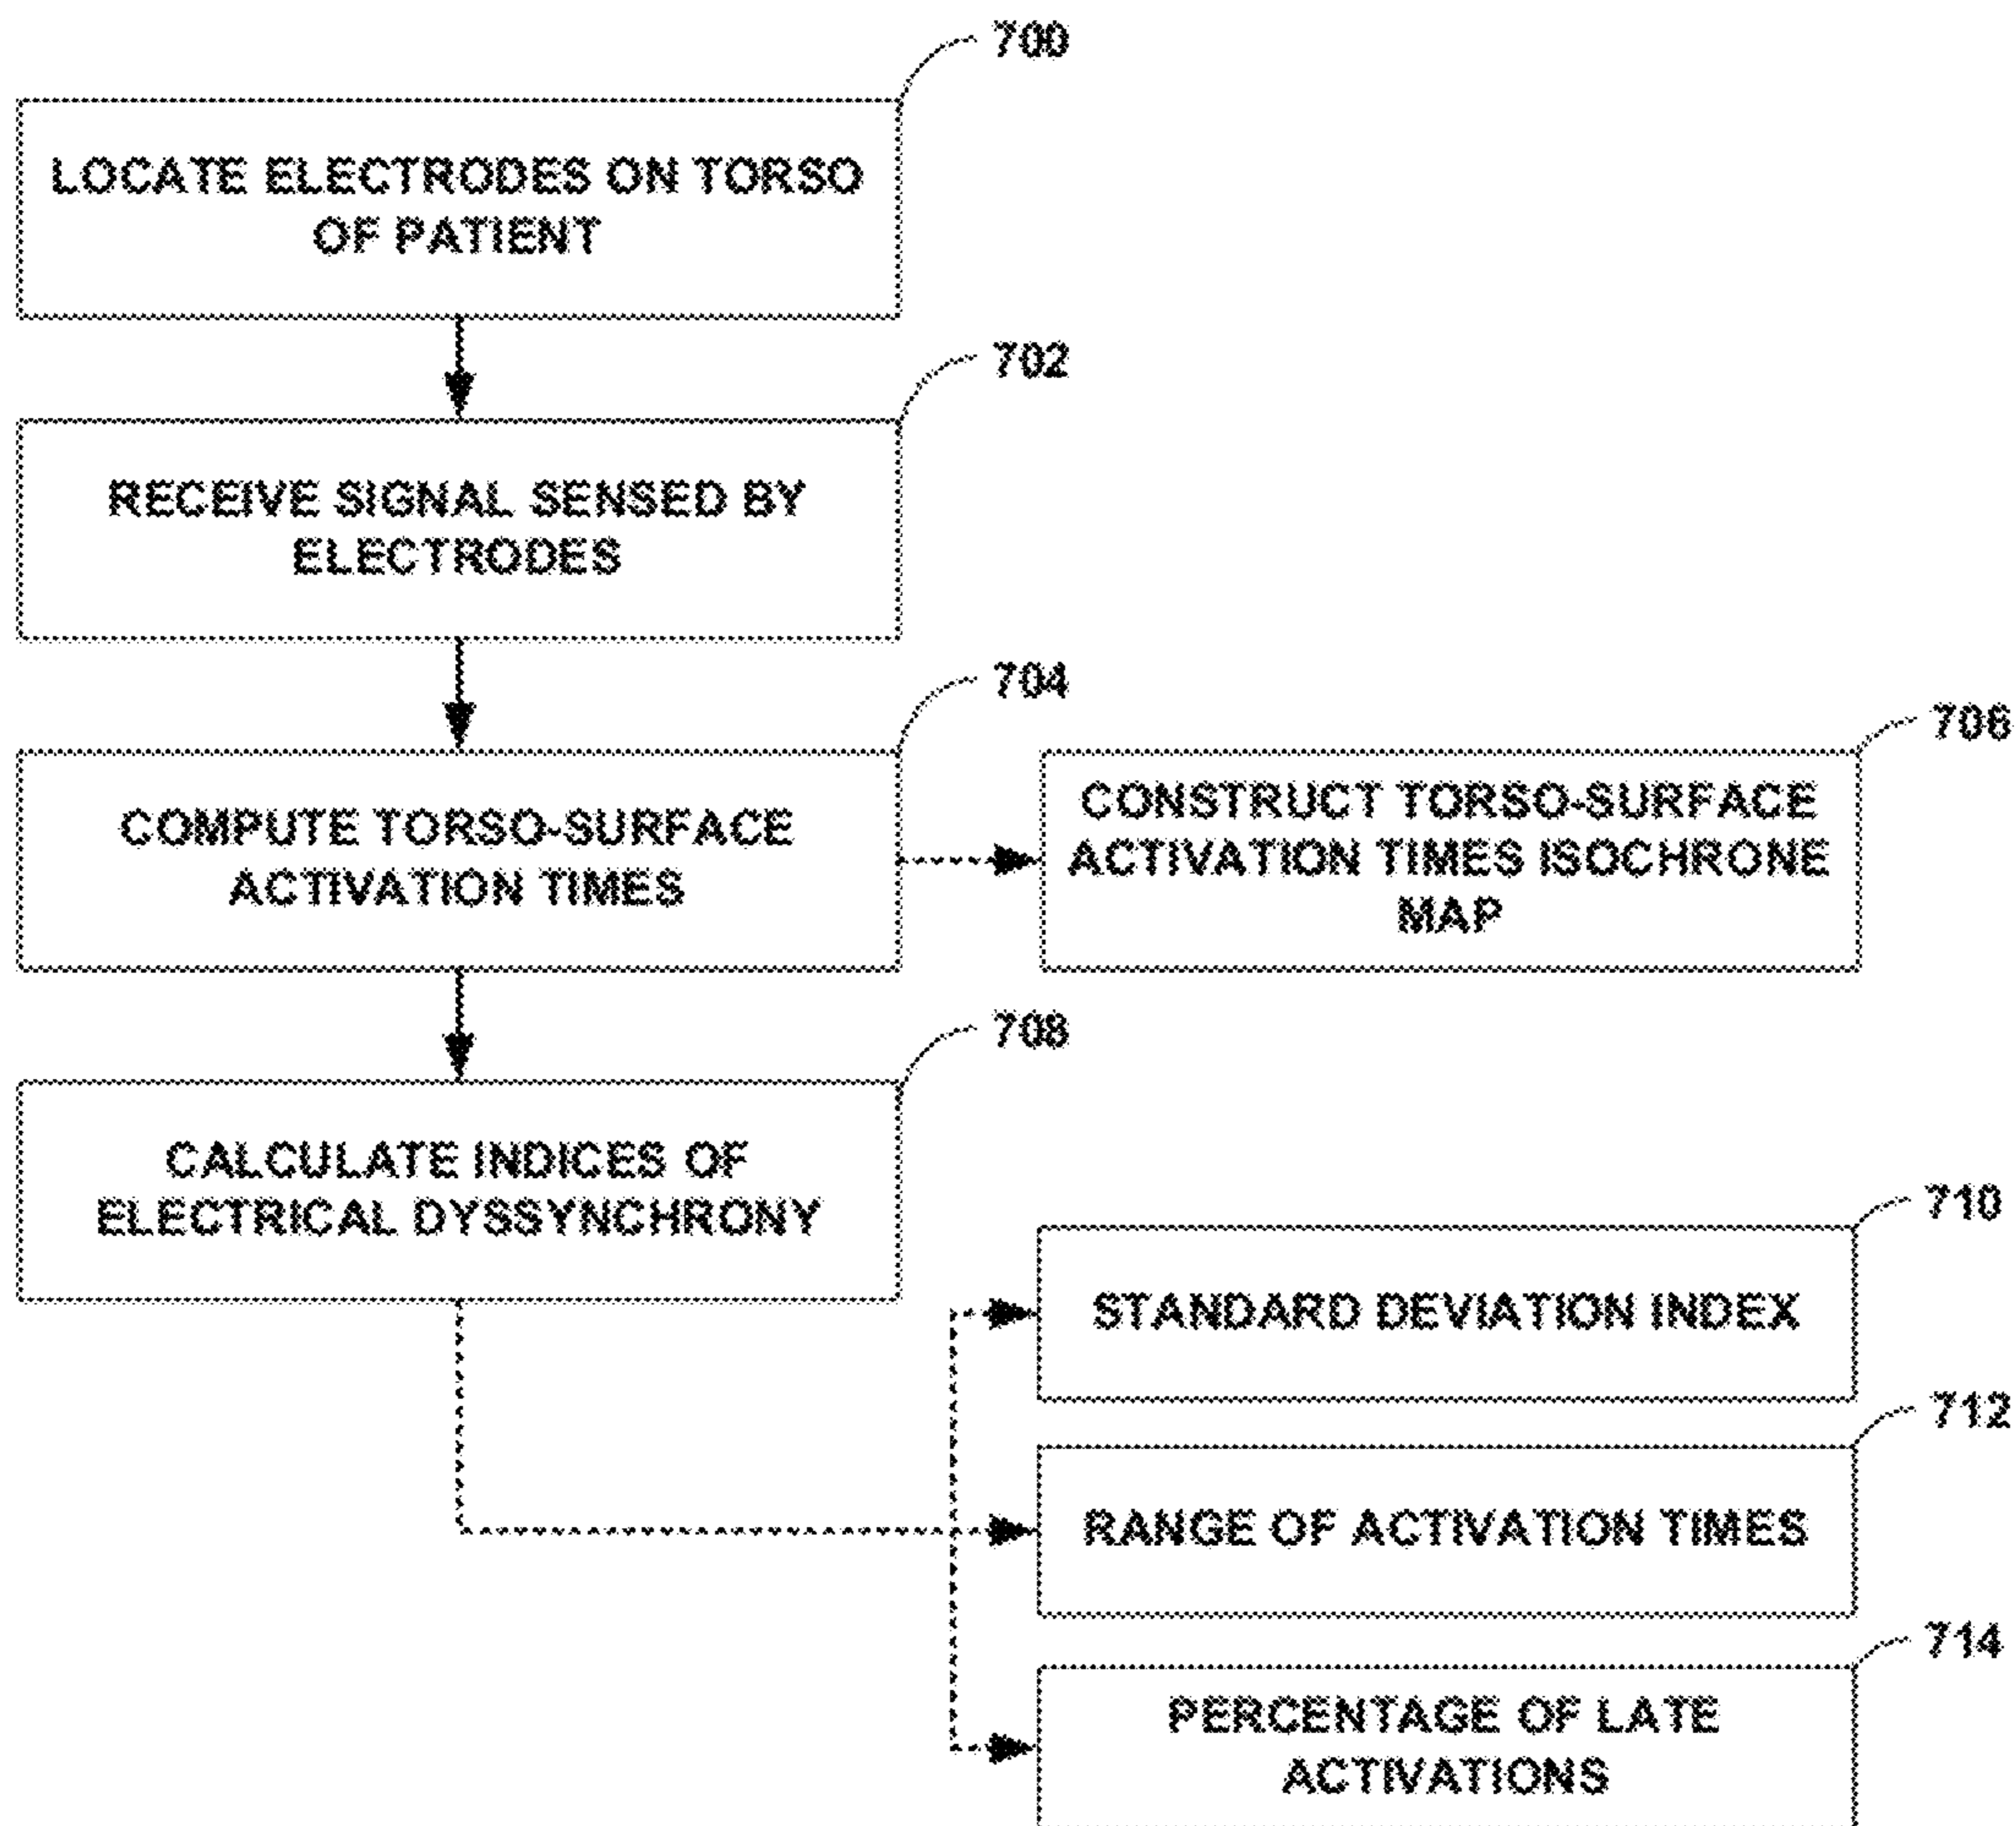 700
LOCATE ELECTRODES ON TORSO
OF PATIENT
702
RECEIVE SIGNAL SENSED BY
ELECTRODES
704
COMPUTE TORSO-SURFACE
ACTIVATION TIMES
706
CONSTRUCT TORSO-SURFACE
ACTIVATION TIMES ISOCHRONE
MAP
708
CALCULATE INDICES OF
ELECTRICAL DYSSYNCHRONY
710
STANDARD DEVIATION INDEX
712
RANGE OF ACTIVATION TIMES
714
PERCENTAGE OF LATE
ACTIVATIONS